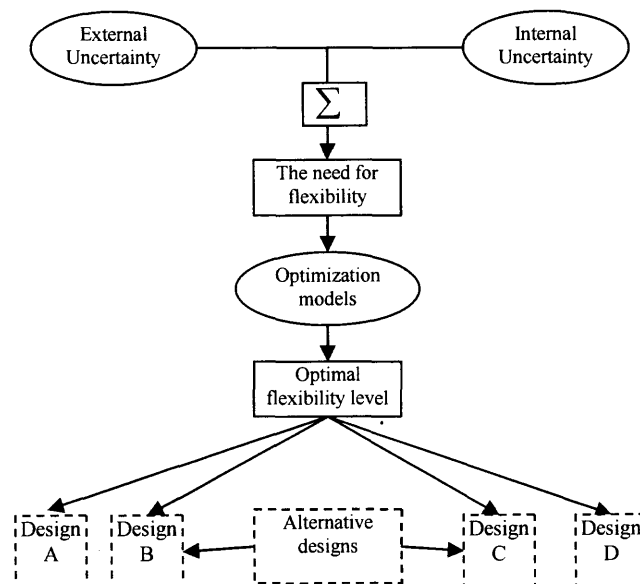 External
Uncertainty
Internal
Uncertainty
Σ
The need for
flexibility
Optimization
models
Optimal
flexibility level
Design
A
Design
B
Alternative
designs
Design
C
Design
D